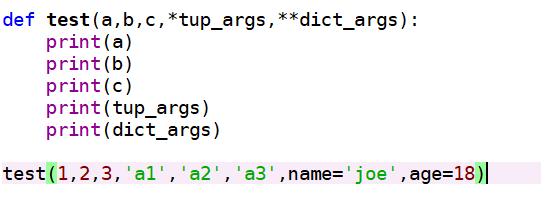 def test(a,b,c,*tup_args,**dict_args):
    print(a)
    print(b)
    print(c)
    print(tup_args)
    print(dict_args)
test(1,2,3,'a1','a2','a3',name='joe',age=18)